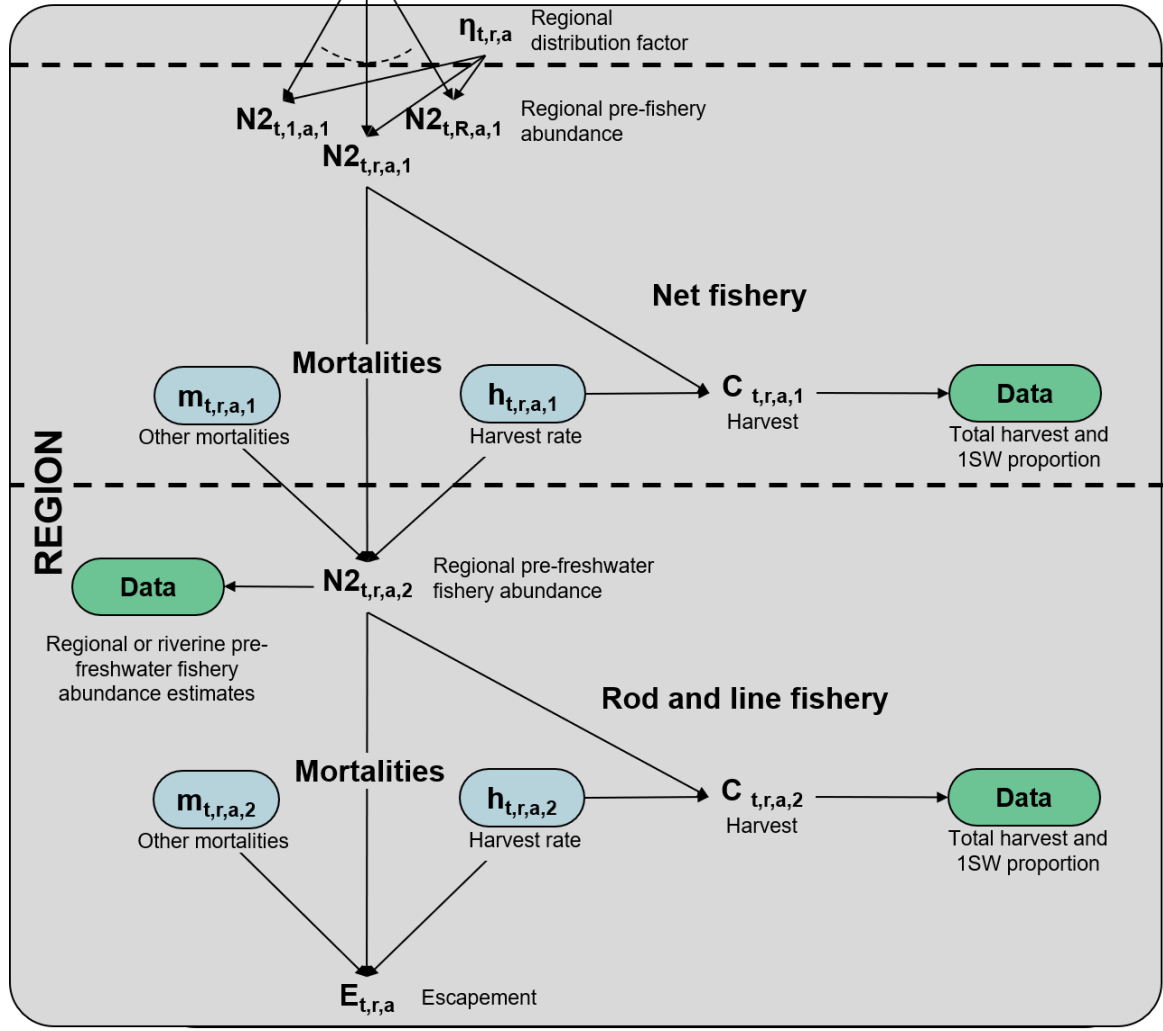 ηt,r,a
Regional
distribution factor
N2t,1,a,1
N2t,R,a,1
Regional pre-fishery
abundance
N2t,r,a,1
Net fishery
Mortalities
mt,r,a,1
Other mortalities
ht,r,a,1
Harvest rate
C t,r,a,1
Harvest
Data
Total harvest and
1SW proportion
REGION
Data
N2t,r,a,2
Regional pre-freshwater
fishery abundance
Regional or riverine pre-
freshwater fishery
abundance estimates
Rod and line fishery
Mortalities
mt,r,a,2
Other mortalities
ht,r,a,2
Harvest rate
C t,r,a,2
Harvest
Data
Total harvest and
1SW proportion
Et,r,a
Escapement